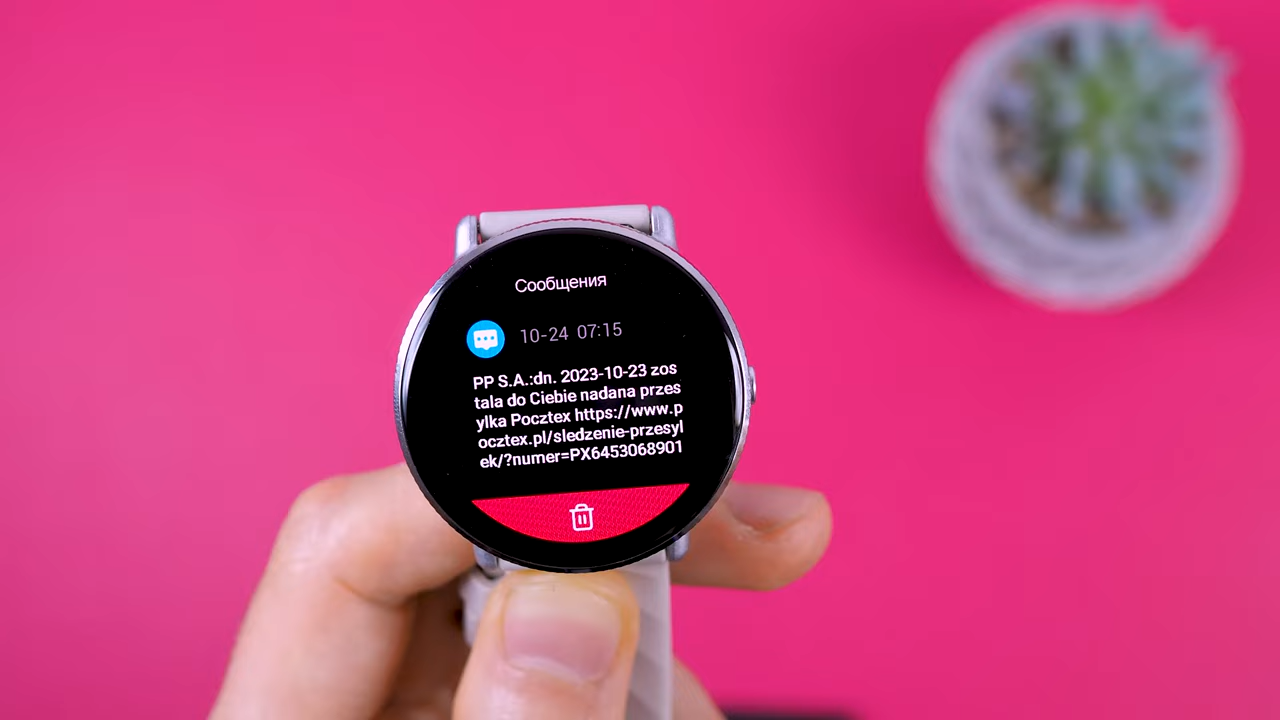 Сообщения
10-24 07:15
PP S.A.:dn. 2023-10-23 zos
tala do Ciebie nadana przes
ylka Pocztex https://www.p
ocztex.pl/sledzenie-przesyl
ek/?numer=PX6453068901